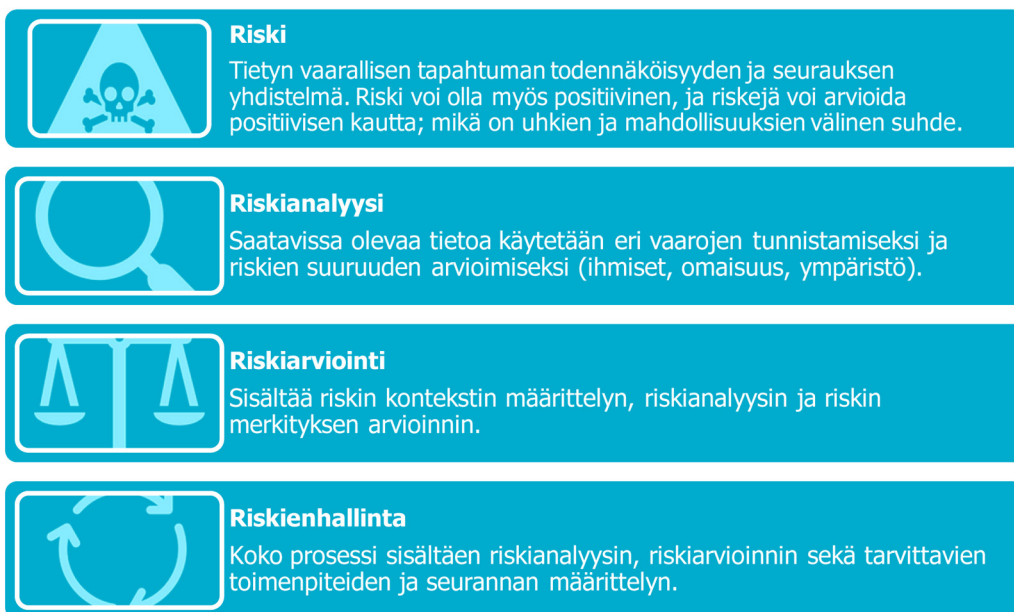 Riski
Tietyn vaarallisen tapahtuman todennäköisyyden ja seurauksen
yhdistelmä. Riski voi olla myös positiivinen, ja riskejä voi arvioida
positiivisen kautta; mikä on uhkien ja mahdollisuuksien välinen suhde.
Riskianalyysi
Saatavissa olevaa tietoa käytetään eri vaarojen tunnistamiseksi ja
riskien suuruuden arvioimiseksi (ihmiset, omaisuus, ympäristö).
Riskiarviointi
Sisältää riskin kontekstin määrittelyn, riskianalyysin ja riskin
merkityksen arvioinnin.
Riskienhallinta
Koko prosessi sisältäen riskianalyysin, riskiarvioinnin sekä tarvittavien
toimenpiteiden ja seurannan määrittelyn.